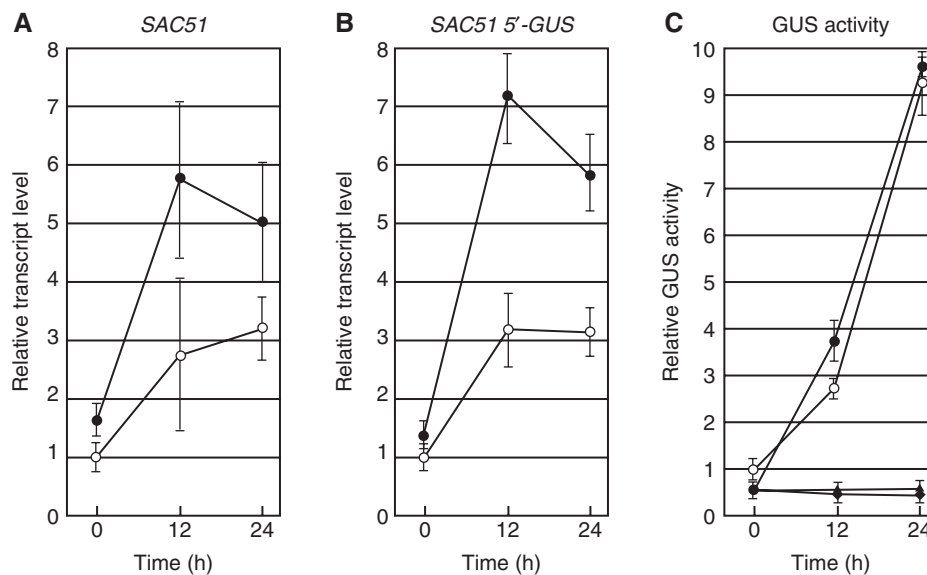 A SAC51
8
7
6
5
4
3
2
1
0
Relative transcript level
0 12 24
Time (h)
B SAC51 5′-GUS
8
7
6
5
4
3
2
1
0
Relative transcript level
0 12 24
Time (h)
C GUS activity
10
9
8
7
6
5
4
3
2
1
0
Relative GUS activity
0 12 24
Time (h)